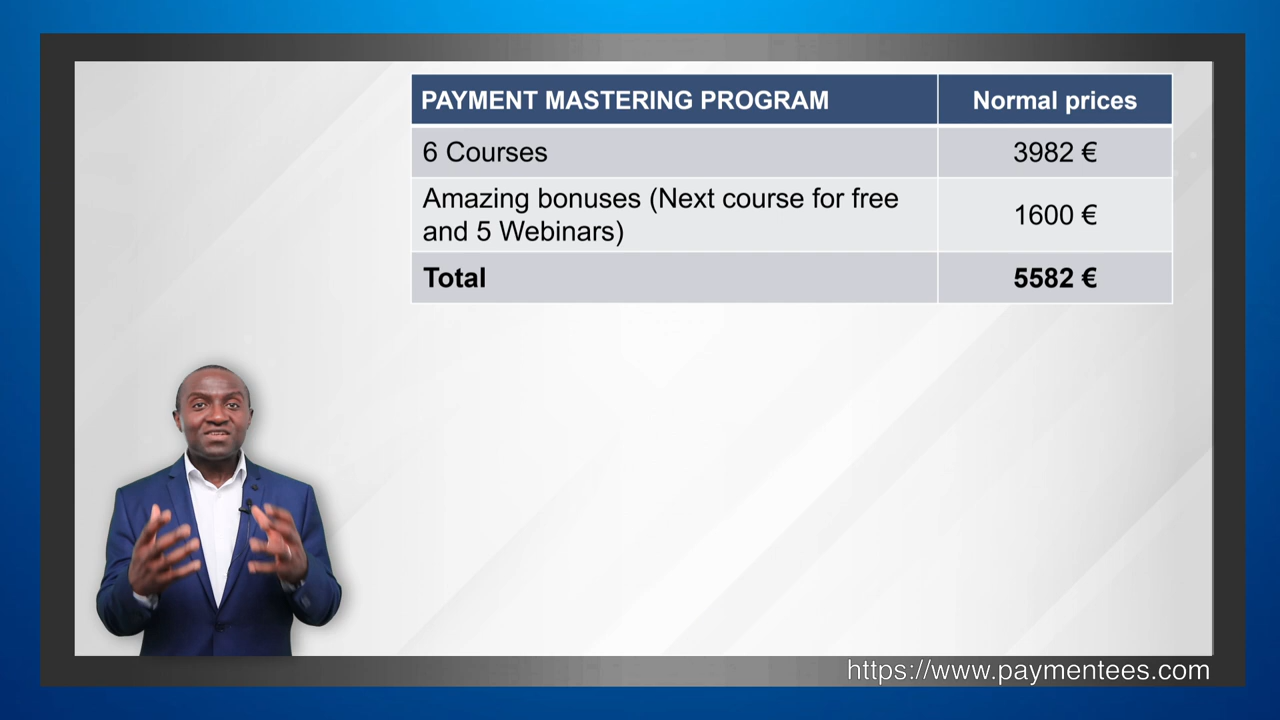 PAYMENT MASTERING PROGRAM Normal prices
6 Courses 3982 €
Amazing bonuses (Next course for free
and 5 Webinars) 1600 €
Total 5582 €
https://www.paymentees.com